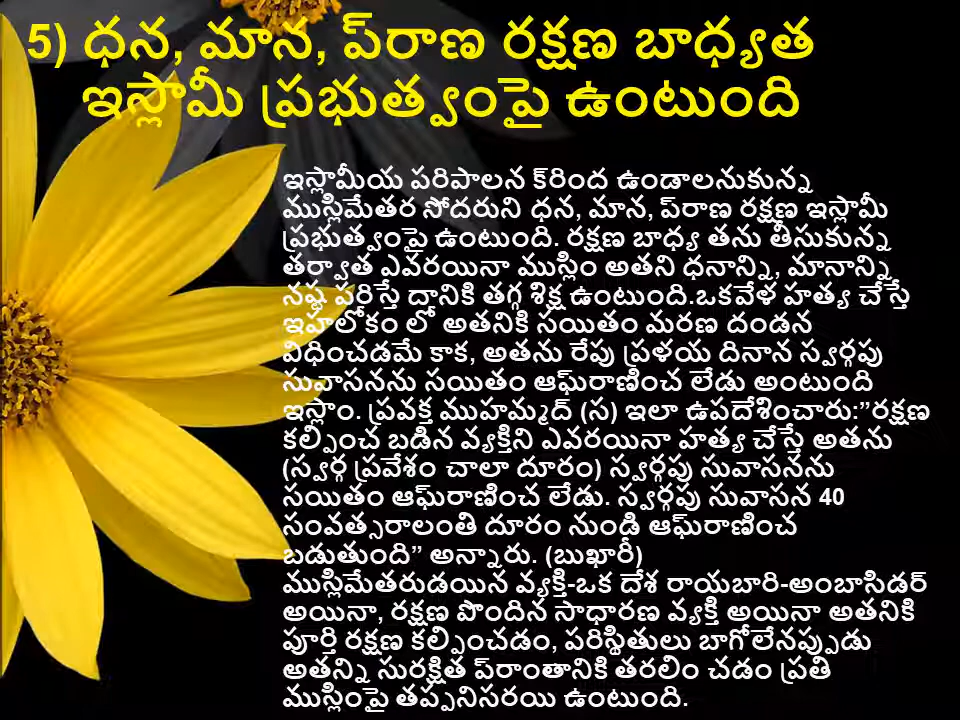 5) ధన, మాన, ప్రాణ రక్షణ బాధ్యత
ఇస్లామీ ప్రభుత్వంపై ఉంటుంది
ఇస్లామీయ పరిపాలన క్రింద ఉండాలనుకున్న
ముస్లిమేతర సోదరుని ధన, మాన, ప్రాణ రక్షణ ఇస్లామీ
ప్రభుత్వంపై ఉంటుంది. రక్షణ బాధ్య తను తీసుకున్న
తర్వాత ఎవరయినా ముస్లిం అతని ధనాన్ని, మానాన్ని
నష్ట పరిస్తే దానికి తగ్గ శిక్ష ఉంటుంది.ఒకవేళ హత్య చేస్తే
ఇహలోకం లో అతనికి సయితం మరణ దండన
విధించడమే కాక, అతను రేపు ప్రళయ దినాన స్వర్గపు
సువాసనను సయితం ఆఘ్రాణించ లేడు అంటుంది
ఇస్లాం. ప్రవక్త ముహమ్మద్ (స) ఇలా ఉపదేశించారు:”రక్షణ
కల్పించ బడిన వ్యక్తిని ఎవరయినా హత్య చేస్తే అతను
(స్వర్గ ప్రవేశం చాలా దూరం) స్వర్గపు సువాసనను
సయితం ఆఘ్రాణించ లేడు. స్వర్గపు సువాసన 40
సంవత్సరాలంతి దూరం నుండి ఆఘ్రాణించ
బడుతుంది” అన్నారు. (బుఖారీ)
ముస్లిమేతరుడయిన వ్యక్తి-ఒక దేశ రాయబారి-అంబాసిడర్
అయినా, రక్షణ పొందిన సాధారణ వ్యక్తి అయినా అతనికి
పూర్తి రక్షణ కల్పించడం, పరిస్థితులు బాగోలేనప్పుడు
అతన్ని సురక్షిత ప్రాంతానికి తరలిం చడం ప్రతి
ముస్లింపై తప్పనిసరయి ఉంటుంది.